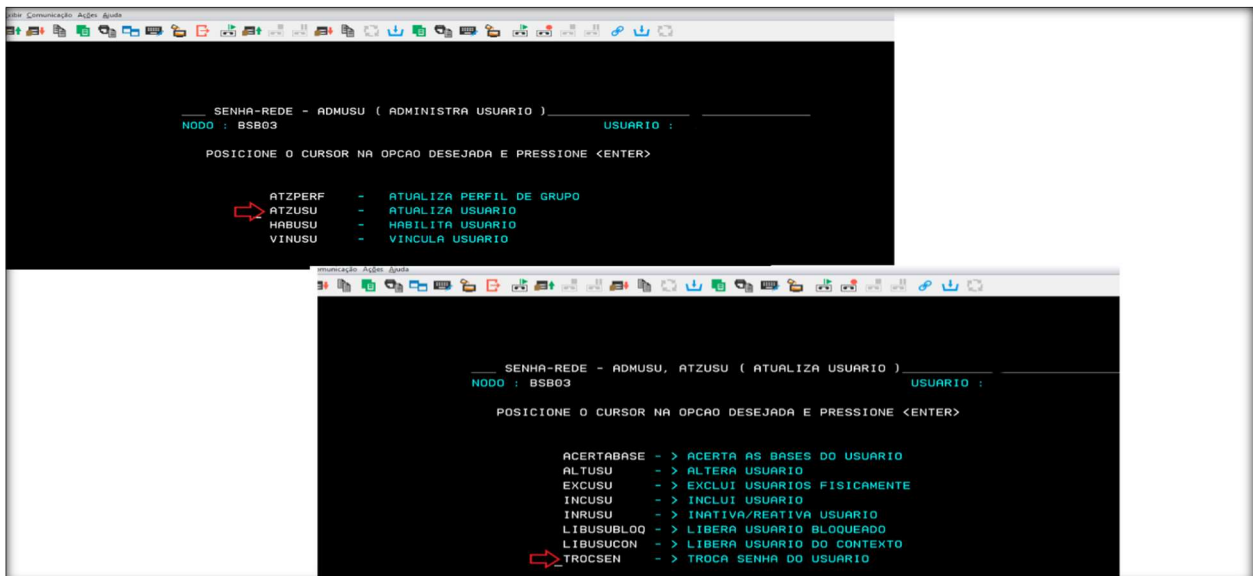 Exibir Comunicação Ações Ajuda
SENHA-REDE - ADMUSU ( ADMINISTRA USUARIO )
NODO : BSB03 USUARIO :
POSICIONE O CURSOR NA OPCAO DESEJADA E PRESSIONE <ENTER>
ATZPERF - ATUALIZA PERFIL DE GRUPO
ATZUSU - ATUALIZA USUARIO
HABUSU - HABILITA USUARIO
VINUSU - VINCULA USUARIO
Comunicação Ações Ajuda
SENHA-REDE - ADMUSU, ATZUSU ( ATUALIZA USUARIO )
NODO : BSB03 USUARIO :
POSICIONE O CURSOR NA OPCAO DESEJADA E PRESSIONE <ENTER>
ACERTABASE - > ACERTA AS BASES DO USUARIO
ALTUSU - > ALTERA USUARIO
EXCUSU - > EXCLUI USUARIOS FISICAMENTE
INCUSU - > INCLUI USUARIO
INRUSU - > INATIVA/REATIVA USUARIO
LIBUSUBLOQ - > LIBERA USUARIO BLOQUEADO
LIBUSUCON - > LIBERA USUARIO DO CONTEXTO
TROCSEN - > TROCA SENHA DO USUARIO